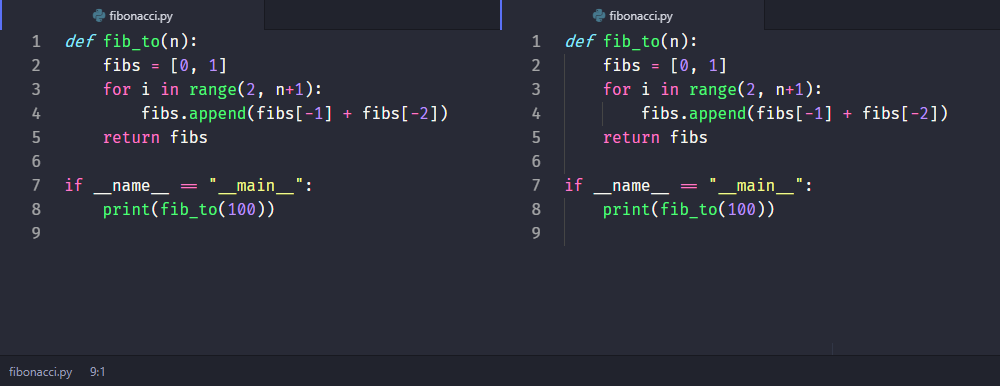 fibonacci.py
1 def fib_to(n):
2     fibs = [0, 1]
3     for i in range(2, n+1):
4         fibs.append(fibs[-1] + fibs[-2])
5     return fibs
6
7 if __name__ == "__main__":
8     print(fib_to(100))
9
fibonacci.py
1 def fib_to(n):
2     fibs = [0, 1]
3     for i in range(2, n+1):
4         fibs.append(fibs[-1] + fibs[-2])
5     return fibs
6
7 if __name__ == "__main__":
8     print(fib_to(100))
9
fibonacci.py 9:1